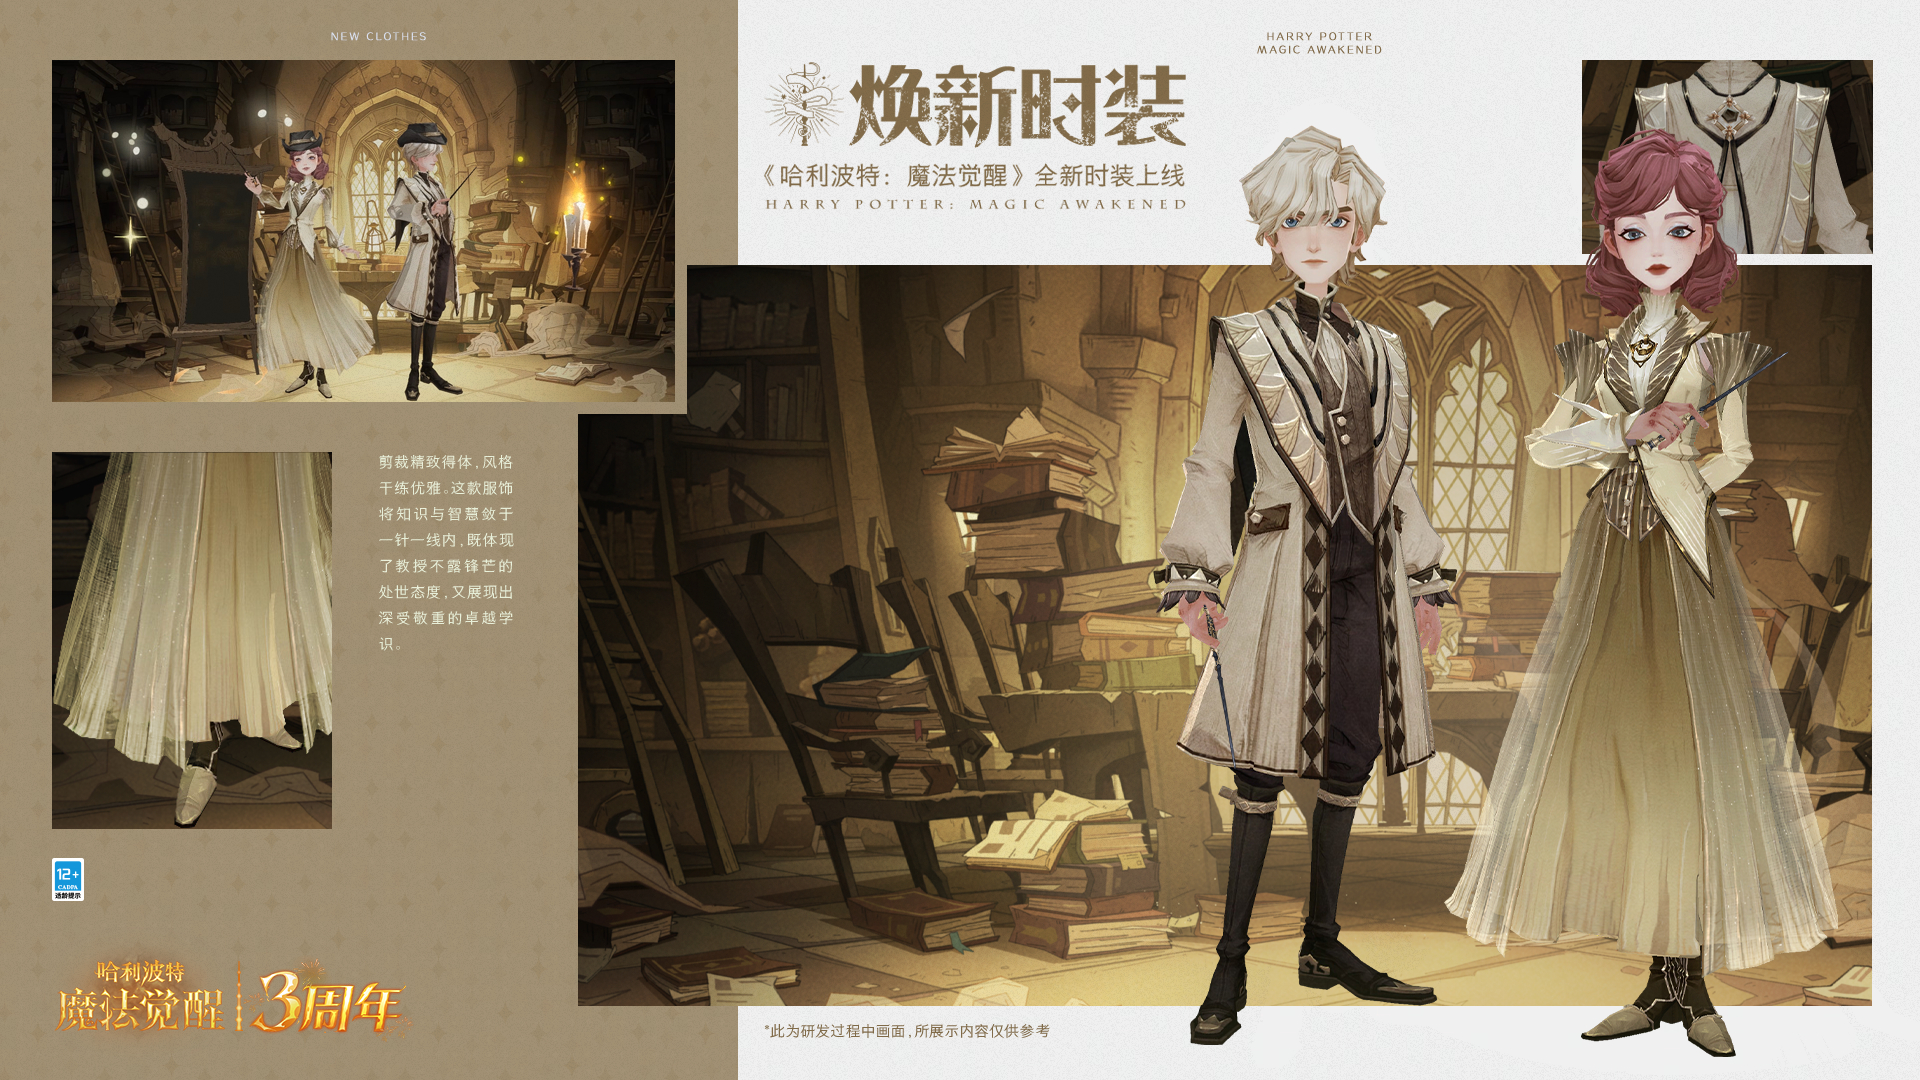 NEW CLOTHES
HARRY POTTER
MAGIC AWAKENED
焕新时装
《哈利波特：魔法觉醒》全新时装上线
HARRY POTTER: MAGIC AWAKENED
剪裁精致得体，风格
干练优雅。这款服饰
将知识与智慧敛于
一针一线内，既体现
了教授不露锋芒的
处世态度，又展现出
深受敬重的卓越学
识。
12+
CADPA
适龄提示
哈利波特
魔法觉醒
3周年
*此为研发过程中画面，所展示内容仅供参考